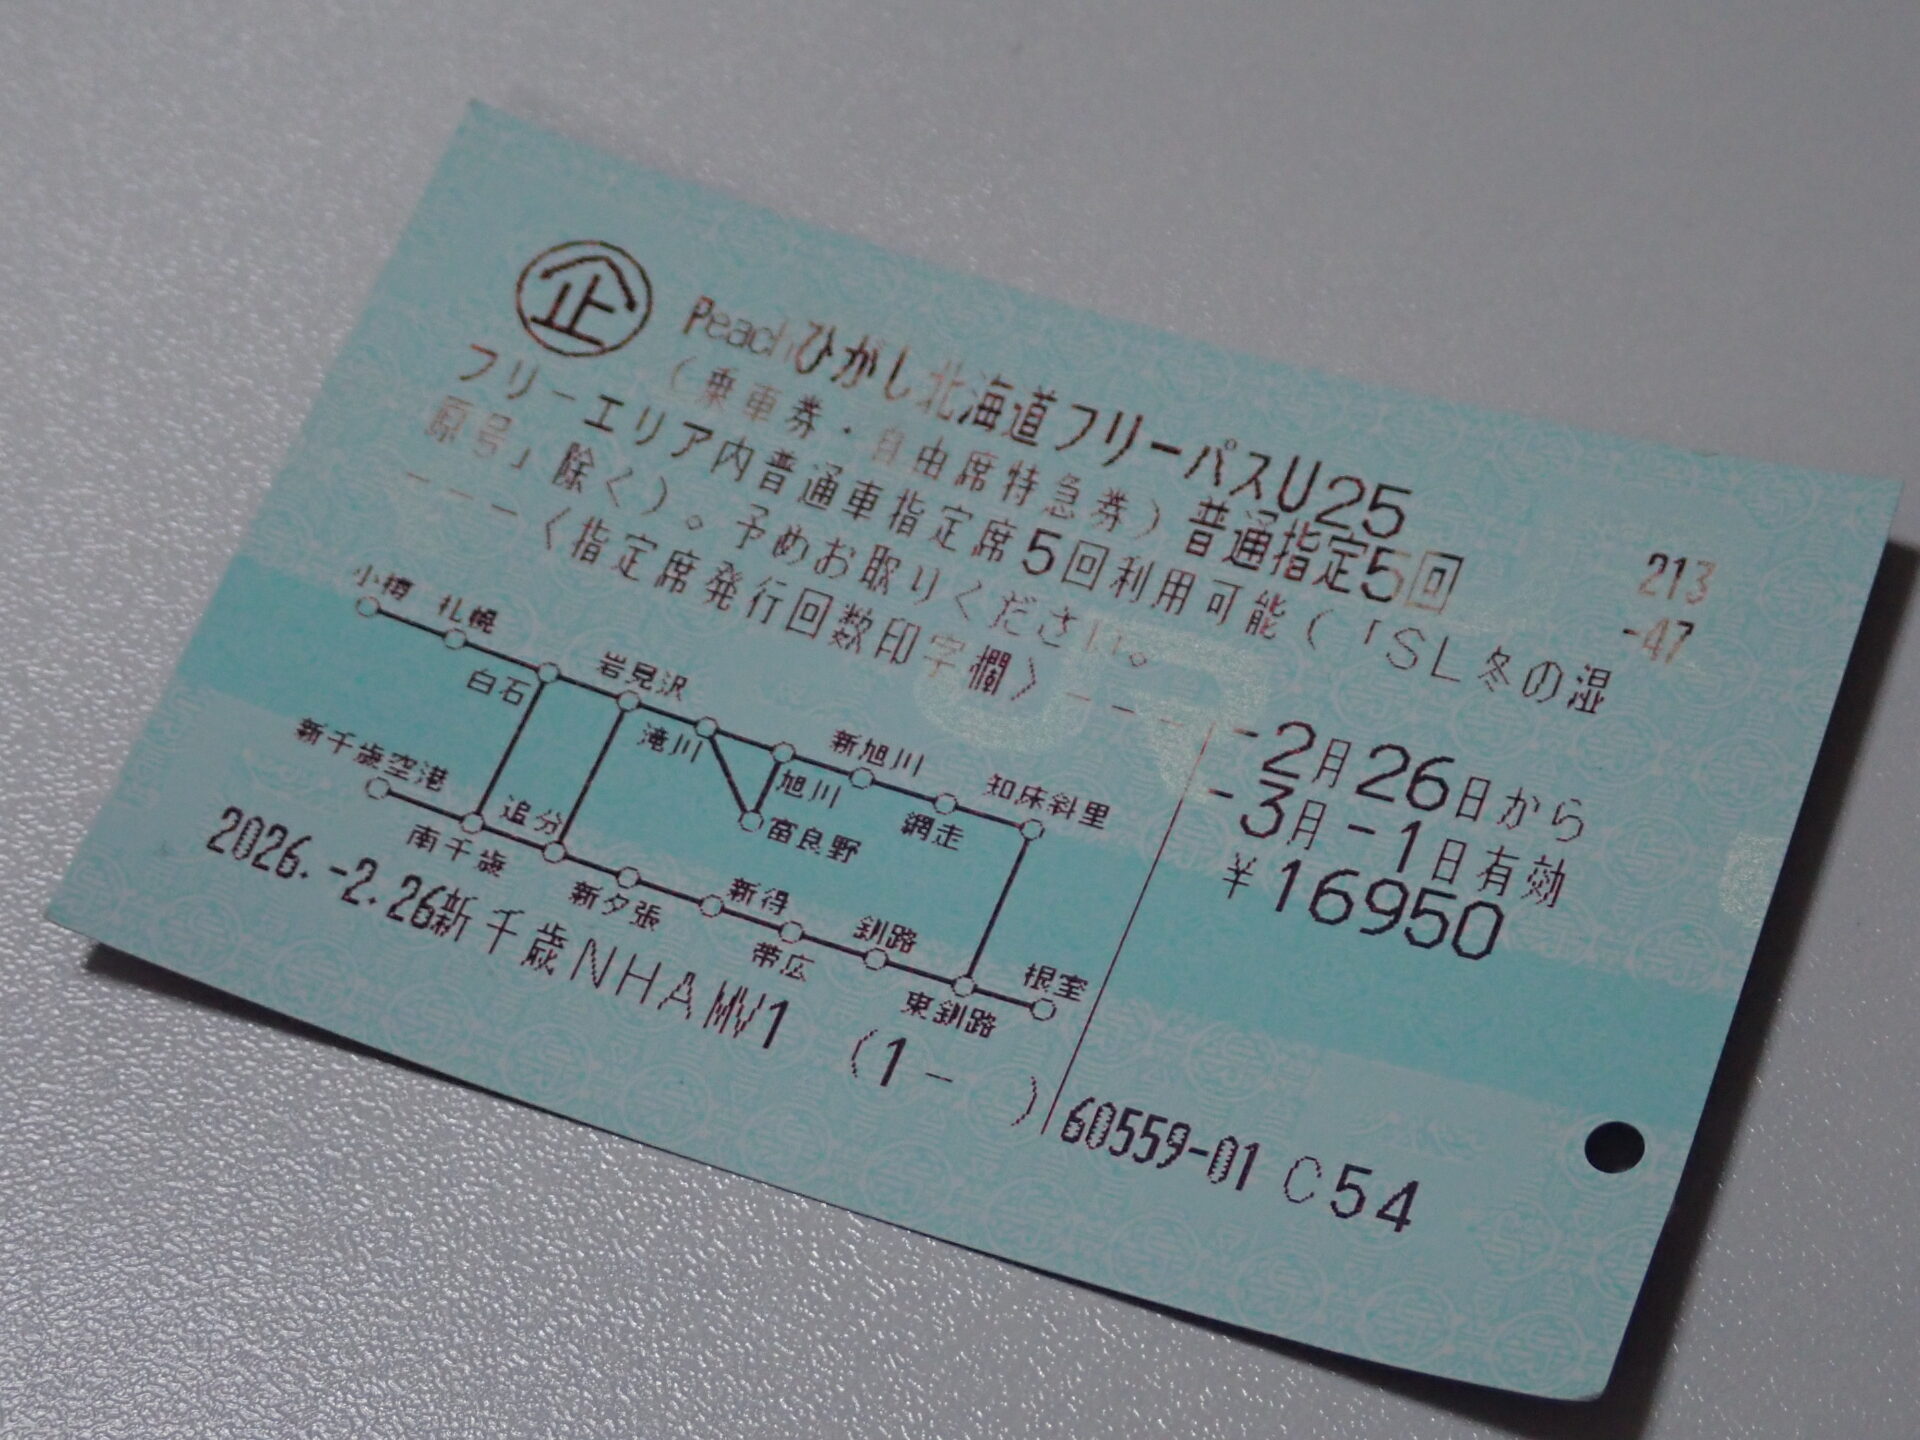 企 Peachひがし北海道フリーパスU25
(乗車券・自由席特急券)普通指定5回
フリーエリア内普通車指定席5回利用可能(「SL冬の湿
原号」除く)。予めお取りください。
---<指定席発行回数印字欄>---
213
-47
-2月26日から
-3月-1日有効
¥16950
小樽 札幌
白石 岩見沢
滝川 新旭川
旭川 知床斜里
富良野 網走
新千歳空港
南千歳 追分
新夕張 新得
帯広 釧路
東釧路 根室
2026.-2.26新千歳NHAMV1 (1- )
60559-01 C54